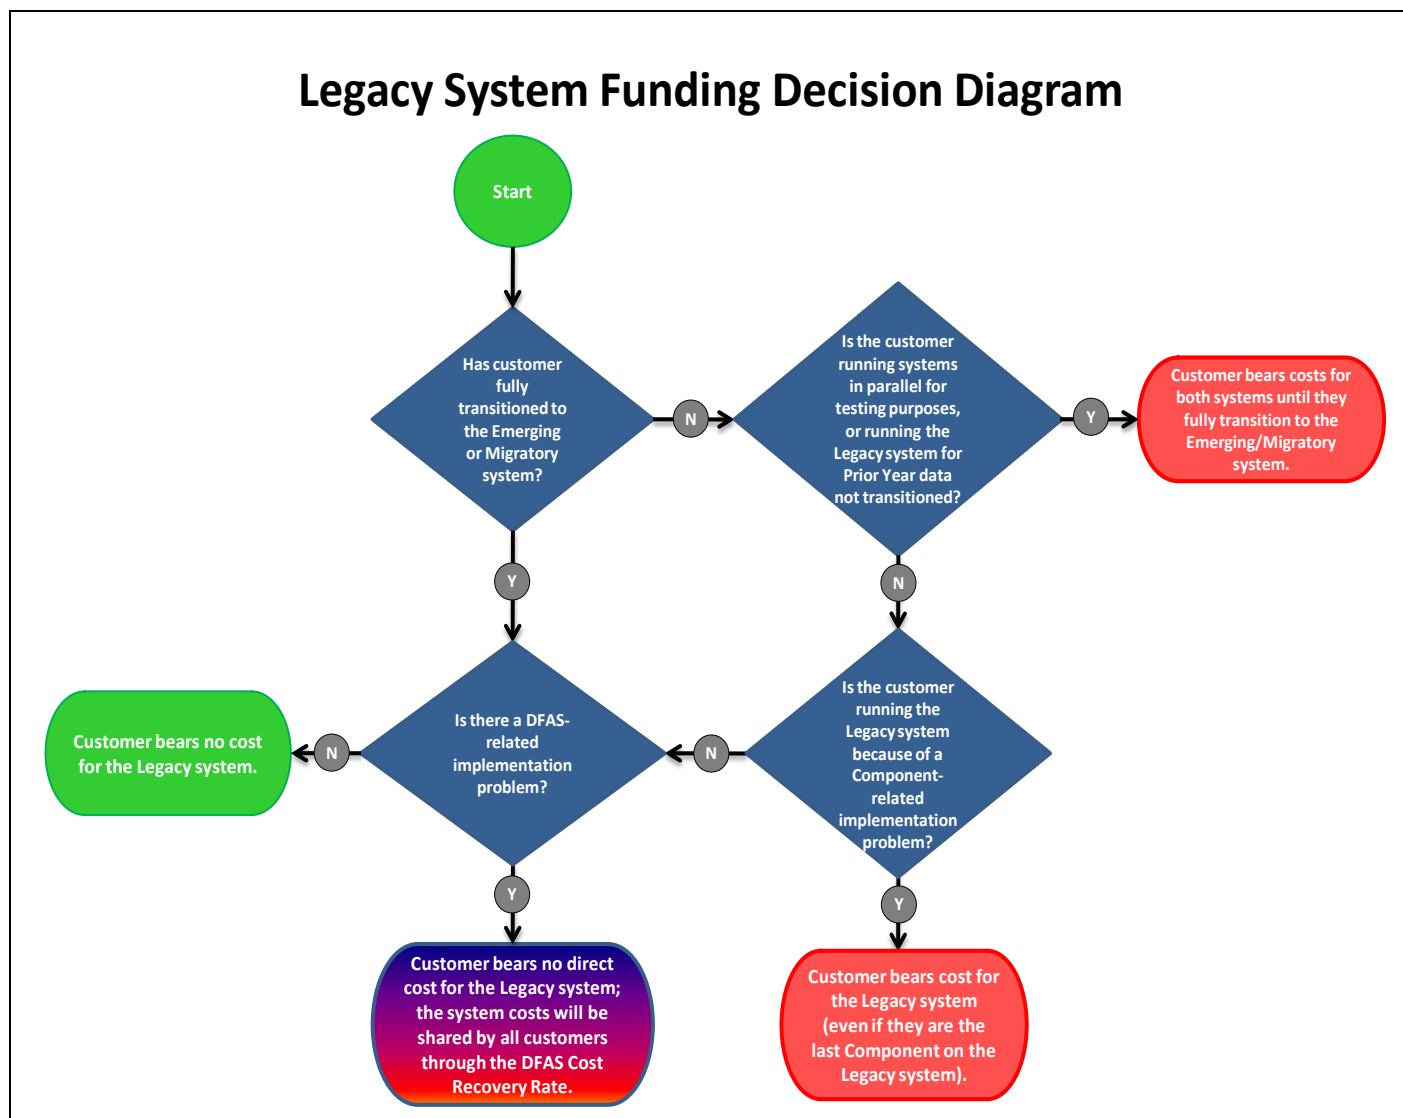 Legacy System Funding Decision Diagram
Start
Has customer
fully
transitioned to
the Emerging
or Migratory
system?
N
Is the customer
running systems
in parallel for
testing purposes,
or running the
Legacy system for
Prior Year data
not transitioned?
Y
Customer bears costs for
both systems until they
fully transition to the
Emerging/Migratory
system.
Y
N
Customer bears no cost
for the Legacy system.
N
Is there a DFAS-
related
implementation
problem?
N
Is the customer
running the
Legacy system
because of a
Component-
related
implementation
problem?
Y
Y
Customer bears no direct
cost for the Legacy system;
the system costs will be
shared by all customers
through the DFAS Cost
Recovery Rate.
Customer bears cost for
the Legacy system
(even if they are the
last Component on the
Legacy system).